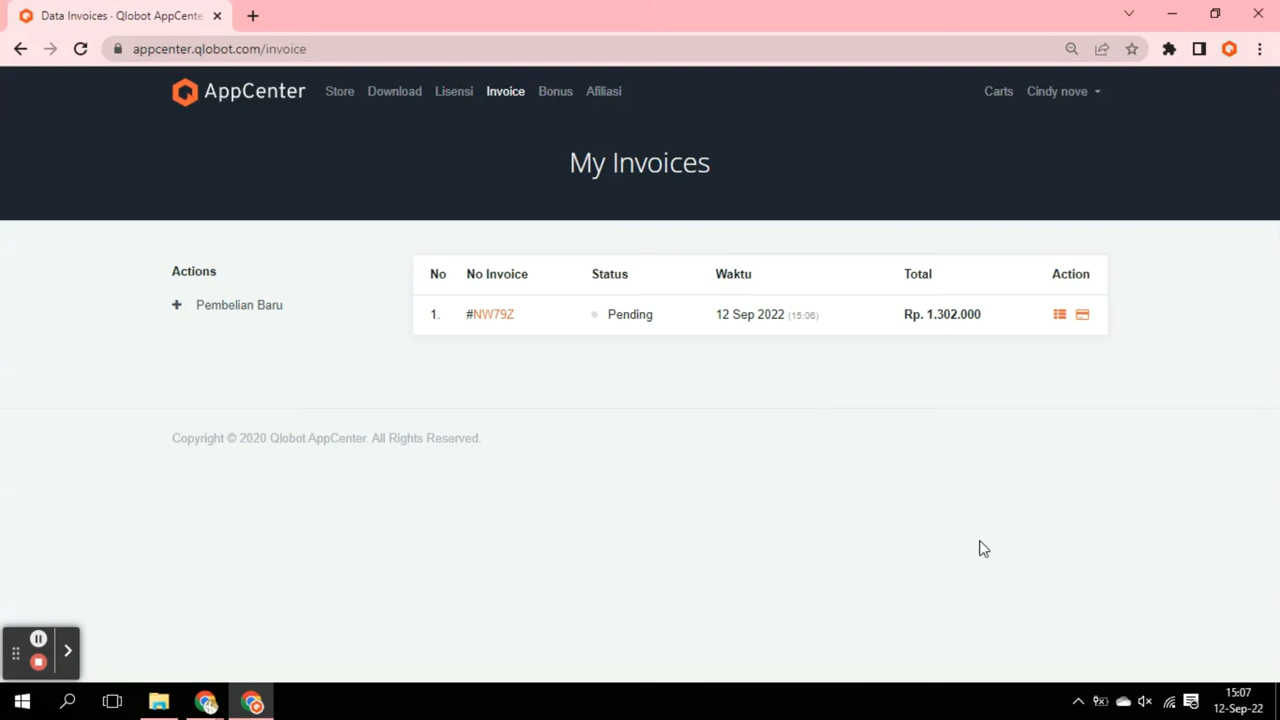 Data Invoices · Qlobot AppCente
appcenter.qlobot.com/invoice
AppCenter Store Download Lisensi Invoice Bonus Afiliasi Carts Cindy nove
My Invoices
Actions
Pembelian Baru
No No Invoice Status Waktu Total Action
1. #NW79Z Pending 12 Sep 2022 (15:06) Rp. 1.302.000
Copyright © 2020 Qlobot AppCenter. All Rights Reserved.
15:07
12-Sep-22